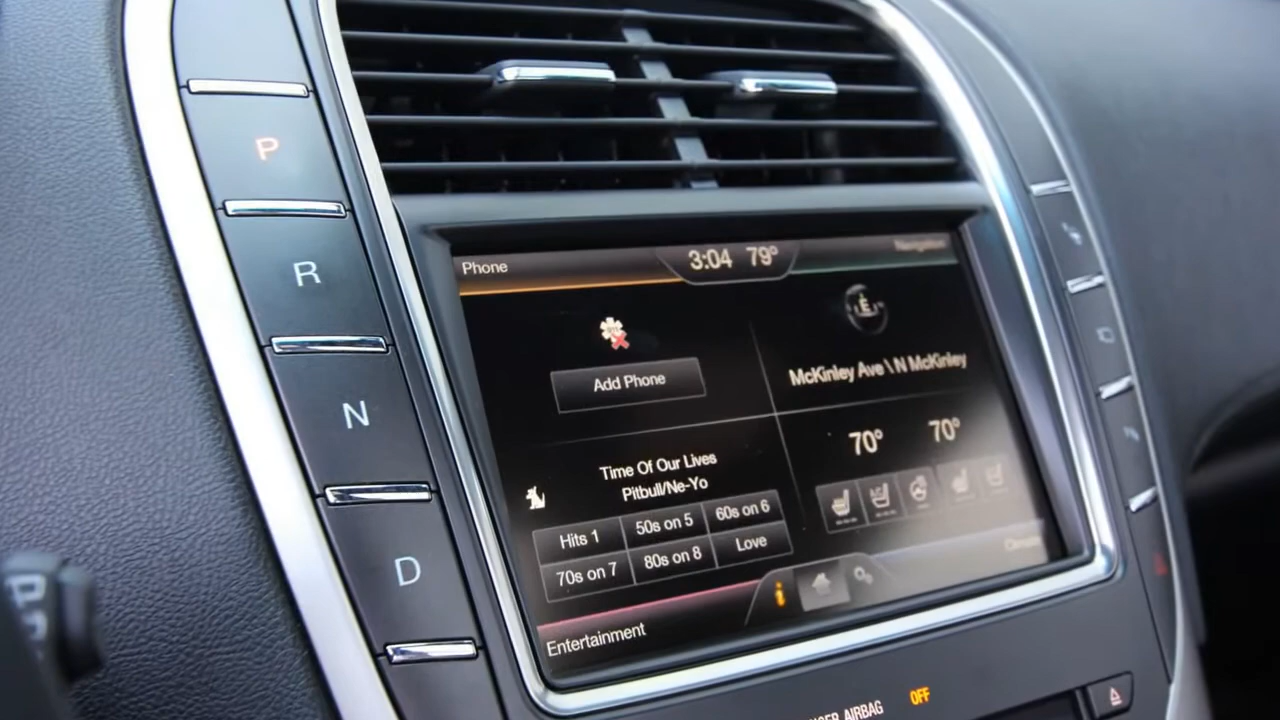 P
R
N
D
Phone
3:04 79°
Navigation
E
Add Phone
McKinley Ave \ N McKinley
Time Of Our Lives
Pitbull/Ne-Yo
Hits 1
50s on 5
60s on 6
70s on 7
80s on 8
Love
70° 70°
Climate
i
Entertainment
AIRBAG
OFF